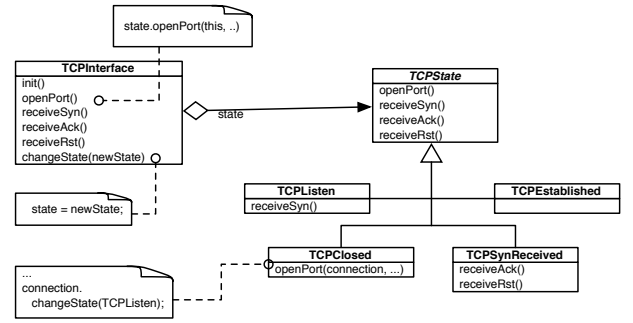 state.openPort(this, ..)
TCPInterface
init()
openPort()
receiveSyn()
receiveAck()
receiveRst()
changeState(newState)
state
TCPState
openPort()
receiveSyn()
receiveAck()
receiveRst()
state = newState;
TCPListen
receiveSyn()
TCPEstablished
TCPClosed
openPort(connection, ...)
TCPSynReceived
receiveAck()
receiveRst()
...
connection.
changeState(TCPListen);